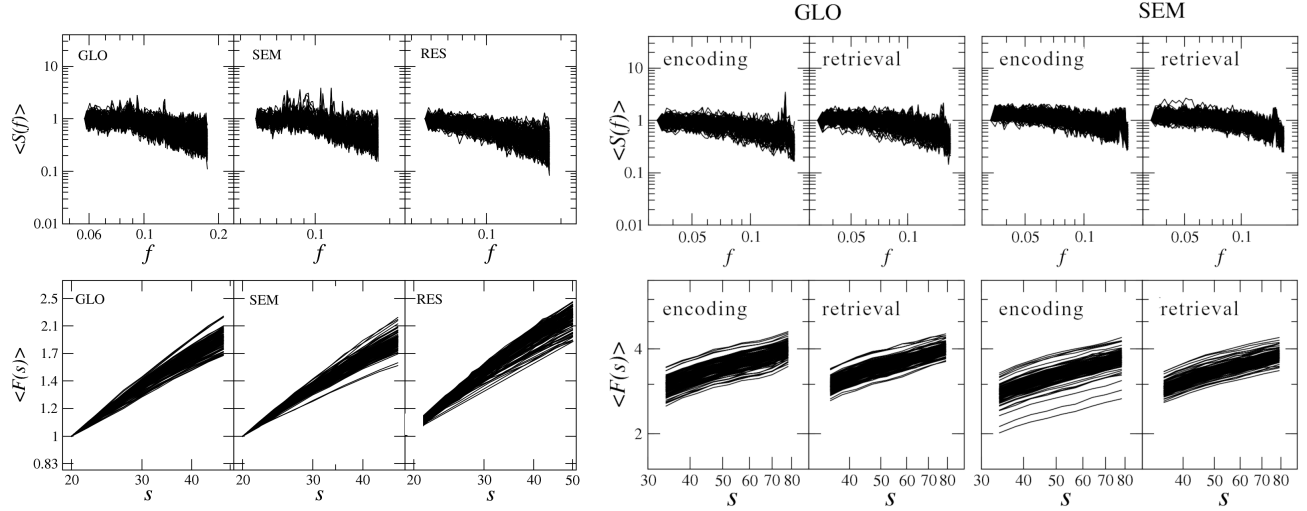 GLO SEM
GLO SEM RES encoding retrieval encoding retrieval
<S(f)> 10 1 0.1 0.01
<S(f)> 10 1 0.1 0.01
0.06 0.1 0.2 0.1 0.1
0.05 0.1 0.05 0.1 0.05 0.1 0.05 0.1
f f f f f f f
GLO SEM RES encoding retrieval encoding retrieval
<F(s)> 2.5 2.1 1.7 1.4 1.2 1 0.83
<F(s)> 4 2
20 30 40 20 30 40 20 30 40 50
30 40 50 60 70 80 40 50 60 70 80 40 50 60 70 80 40 50 60 70 80
s s s s s s s